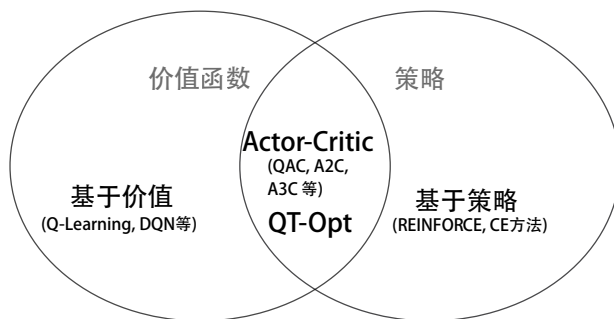 价值函数
策略
Actor-Critic
(QAC, A2C,
A3C 等)
QT-Opt
基于价值
(Q-Learning, DQN等)
基于策略
(REINFORCE, CE方法)